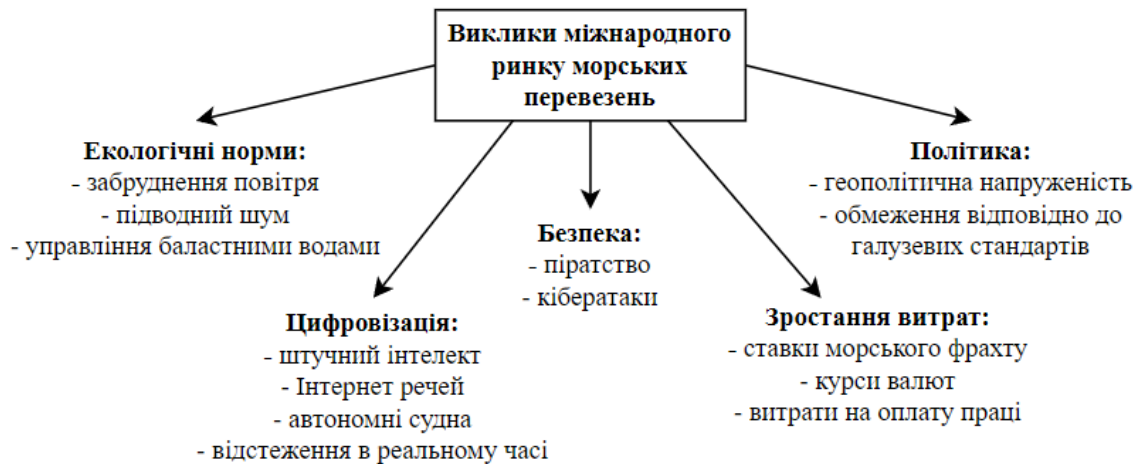 Виклики міжнародного
ринку морських
перевезень
Екологічні норми:
- забруднення повітря
- підводний шум
- управління баластними водами
Цифровізація:
- штучний інтелект
- Інтернет речей
- автономні судна
- відстеження в реальному часі
Безпека:
- піратство
- кібератаки
Зростання витрат:
- ставки морського фрахту
- курси валют
- витрати на оплату праці
Політика:
- геополітична напруженість
- обмеження відповідно до
галузевих стандартів